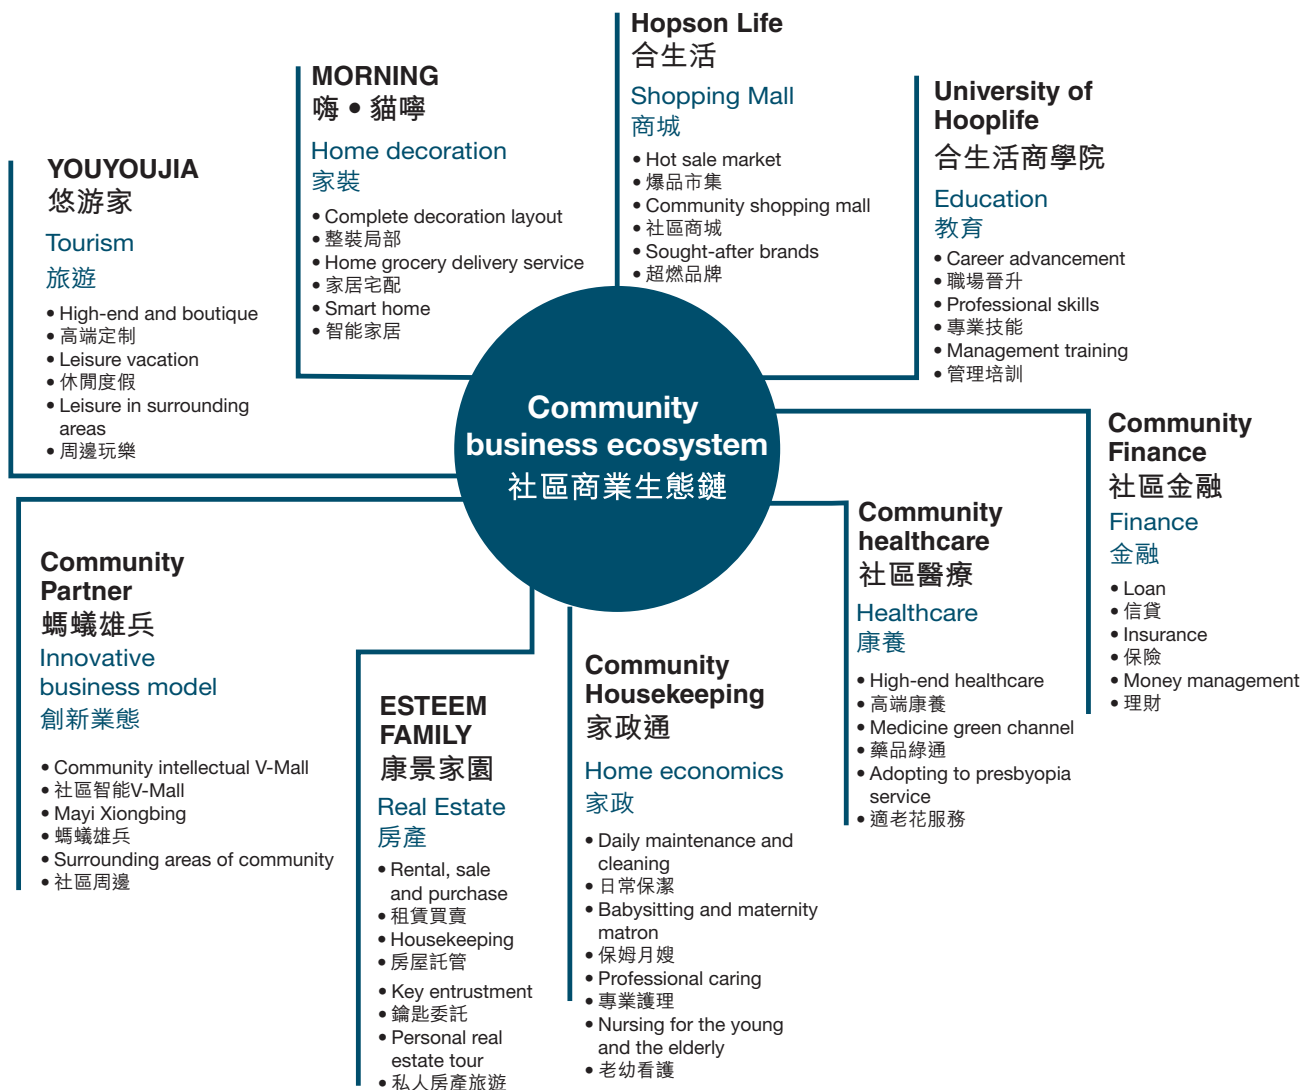 Hopson Life
合生活
Shopping Mall
商城
• Hot sale market
• 爆品市集
• Community shopping mall
• 社區商城
• Sought-after brands
• 超燃品牌
MORNING
嗨•貓嚀
Home decoration
家裝
• Complete decoration layout
• 整裝局部
• Home grocery delivery service
• 家居宅配
• Smart home
• 智能家居
University of
Hooplife
合生活商學院
Education
教育
• Career advancement
• 職場晉升
• Professional skills
• 專業技能
• Management training
• 管理培訓
YOUYOUJIA
悠游家
Tourism
旅遊
• High-end and boutique
• 高端定制
• Leisure vacation
• 休閒度假
• Leisure in surrounding
areas
• 周邊玩樂
Community
business ecosystem
社區商業生態鏈
Community
Finance
社區金融
Finance
金融
• Loan
• 信貸
• Insurance
• 保險
• Money management
• 理財
Community
healthcare
社區醫療
Healthcare
康養
• High-end healthcare
• 高端康養
• Medicine green channel
• 藥品綠通
• Adopting to presbyopia
service
• 適老花服務
Community
Partner
螞蟻雄兵
Innovative
business model
創新業態
• Community intellectual V-Mall
• 社區智能V-Mall
• Mayi Xiongbing
• 螞蟻雄兵
• Surrounding areas of community
• 社區周邊
ESTEEM
FAMILY
康景家園
Real Estate
房產
• Rental, sale
and purchase
• 租賃買賣
• Housekeeping
• 房屋託管
• Key entrustment
• 鑰匙委託
• Personal real
estate tour
• 私人房產旅遊
Community
Housekeeping
家政通
Home economics
家政
• Daily maintenance and
cleaning
• 日常保潔
• Babysitting and maternity
matron
• 保姆月嫂
• Professional caring
• 專業護理
• Nursing for the young
and the elderly
• 老幼看護